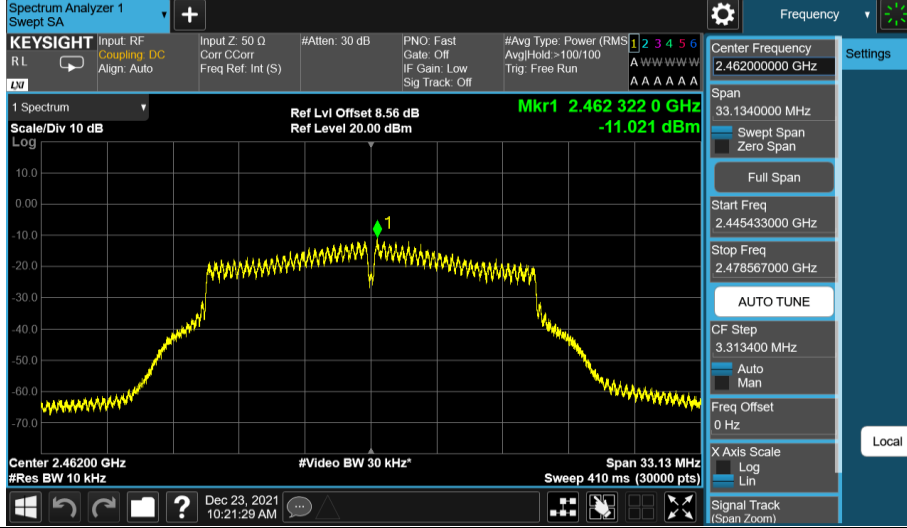 Spectrum Analyzer 1
Swept SA
Frequency
KEYSIGHT
R L
LXI
Input: RF
Coupling: DC
Align: Auto
Input Z: 50 Ω
Corr CCorr
Freq Ref: Int (S)
#Atten: 30 dB
PNO: Fast
Gate: Off
IF Gain: Low
Sig Track: Off
#Avg Type: Power (RMS
Avg|Hold:>100/100
Trig: Free Run
1 2 3 4 5 6
A W W W W W
A A A A A A
Settings
1 Spectrum
Scale/Div 10 dB
Log
Ref Lvl Offset 8.56 dB
Ref Level 20.00 dBm
Mkr1 2.462 322 0 GHz
-11.021 dBm
1
10.0
0.00
-10.0
-20.0
-30.0
-40.0
-50.0
-60.0
-70.0
Center 2.46200 GHz
#Res BW 10 kHz
#Video BW 30 kHz*
Span 33.13 MHz
Sweep 410 ms (30000 pts)
Center Frequency
2.462000000 GHz
Span
33.1340000 MHz
Swept Span
Zero Span
Full Span
Start Freq
2.445433000 GHz
Stop Freq
2.478567000 GHz
AUTO TUNE
CF Step
3.313400 MHz
Auto
Man
Freq Offset
0 Hz
X Axis Scale
Log
Lin
Signal Track
(Span Zoom)
Local
?
Dec 23, 2021
10:21:29 AM